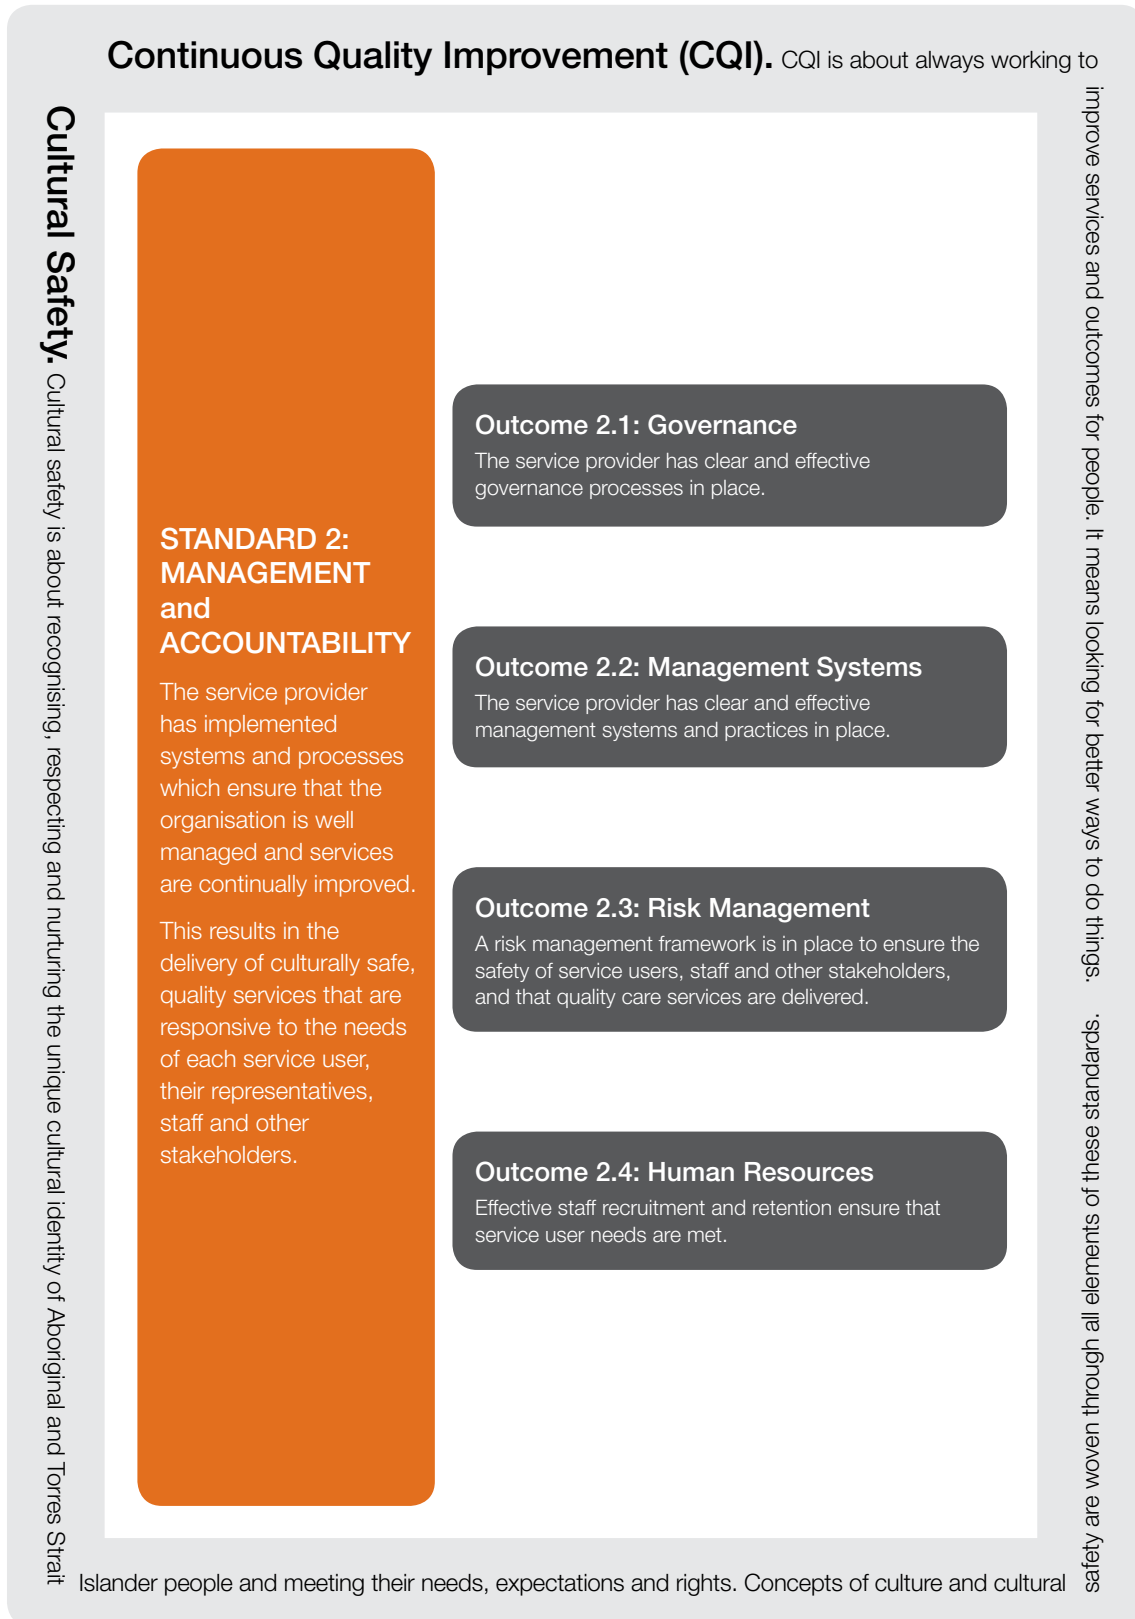 Continuous Quality Improvement (CQI). CQI is about always working to
improve services and outcomes for people. It means looking for better ways to do things.
Cultural Safety. Cultural safety is about recognising, respecting and nurturing the unique cultural identity of Aboriginal and Torres Strait
Islander people and meeting their needs, expectations and rights. Concepts of culture and cultural
safety are woven through all elements of these standards.
STANDARD 2:
MANAGEMENT
and
ACCOUNTABILITY
The service provider
has implemented
systems and processes
which ensure that the
organisation is well
managed and services
are continually improved.
This results in the
delivery of culturally safe,
quality services that are
responsive to the needs
of each service user,
their representatives,
staff and other
stakeholders.
Outcome 2.1: Governance
The service provider has clear and effective
governance processes in place.
Outcome 2.2: Management Systems
The service provider has clear and effective
management systems and practices in place.
Outcome 2.3: Risk Management
A risk management framework is in place to ensure the
safety of service users, staff and other stakeholders,
and that quality care services are delivered.
Outcome 2.4: Human Resources
Effective staff recruitment and retention ensure that
service user needs are met.